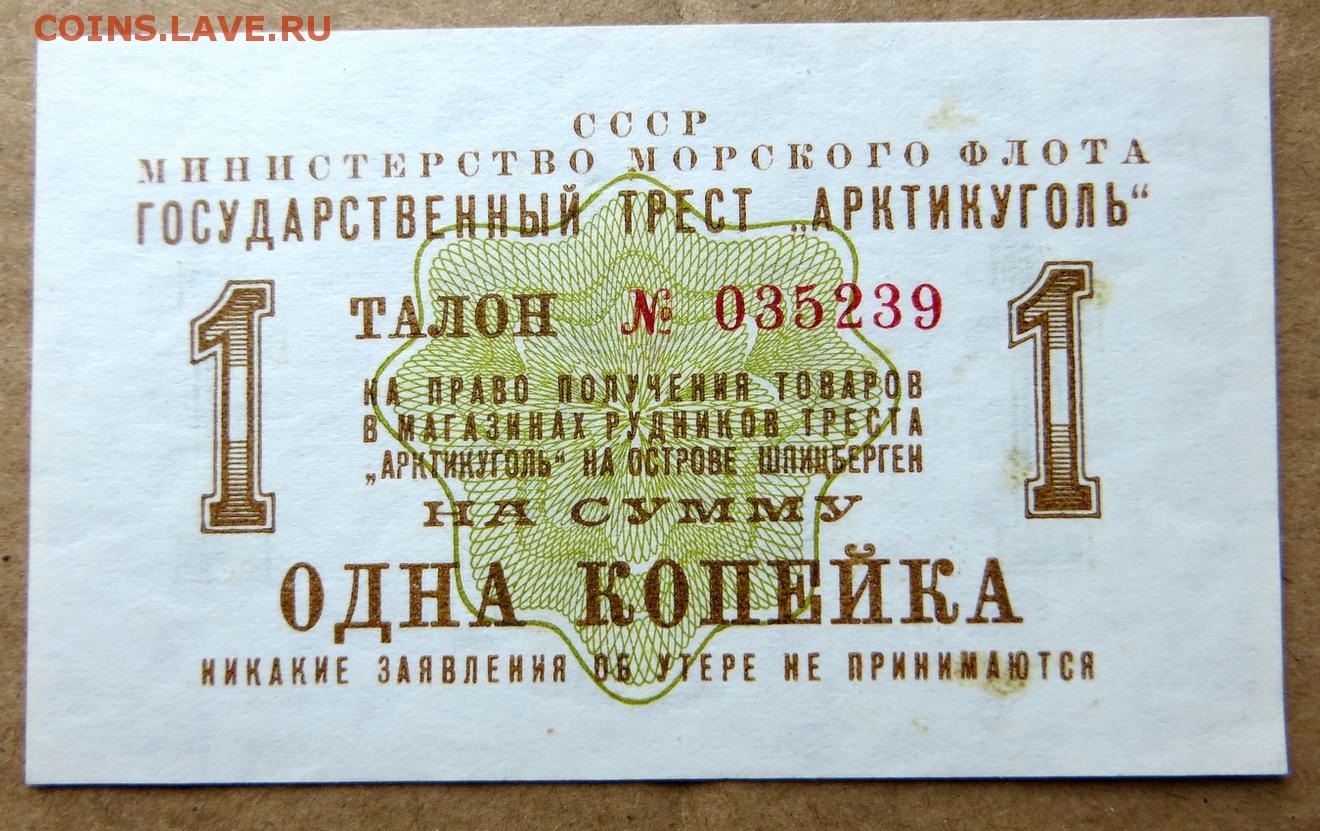 COINS.LAVE.RU
СССР
МИНИСТЕРСТВО МОРСКОГО ФЛОТА
ГОСУДАРСТВЕННЫЙ ТРЕСТ „АРКТИКУГОЛЬ“
1 ТАЛОН № 035239 1
НА ПРАВО ПОЛУЧЕНИЯ ТОВАРОВ
В МАГАЗИНАХ РУДНИКОВ ТРЕСТА
„АРКТИКУГОЛЬ“ НА ОСТРОВЕ ШПИЦБЕРГЕН
НА СУММУ
ОДНА КОПЕЙКА
НИКАКИЕ ЗАЯВЛЕНИЯ ОБ УТЕРЕ НЕ ПРИНИМАЮТСЯ